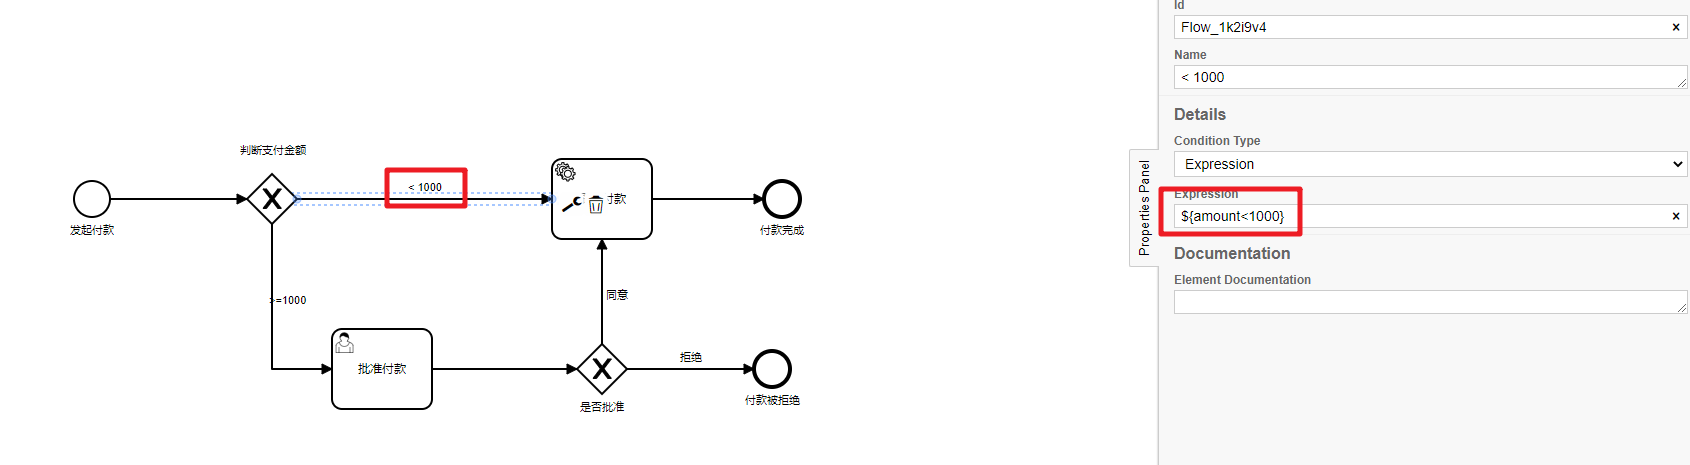 判断支付金额
< 1000
付款
发起付款
付款完成
>=1000
同意
批准付款
拒绝
是否批准
付款被拒绝
Properties Panel
Id
Flow_1k2i9v4
Name
< 1000
Details
Condition Type
Expression
Expression
${amount<1000}
Documentation
Element Documentation